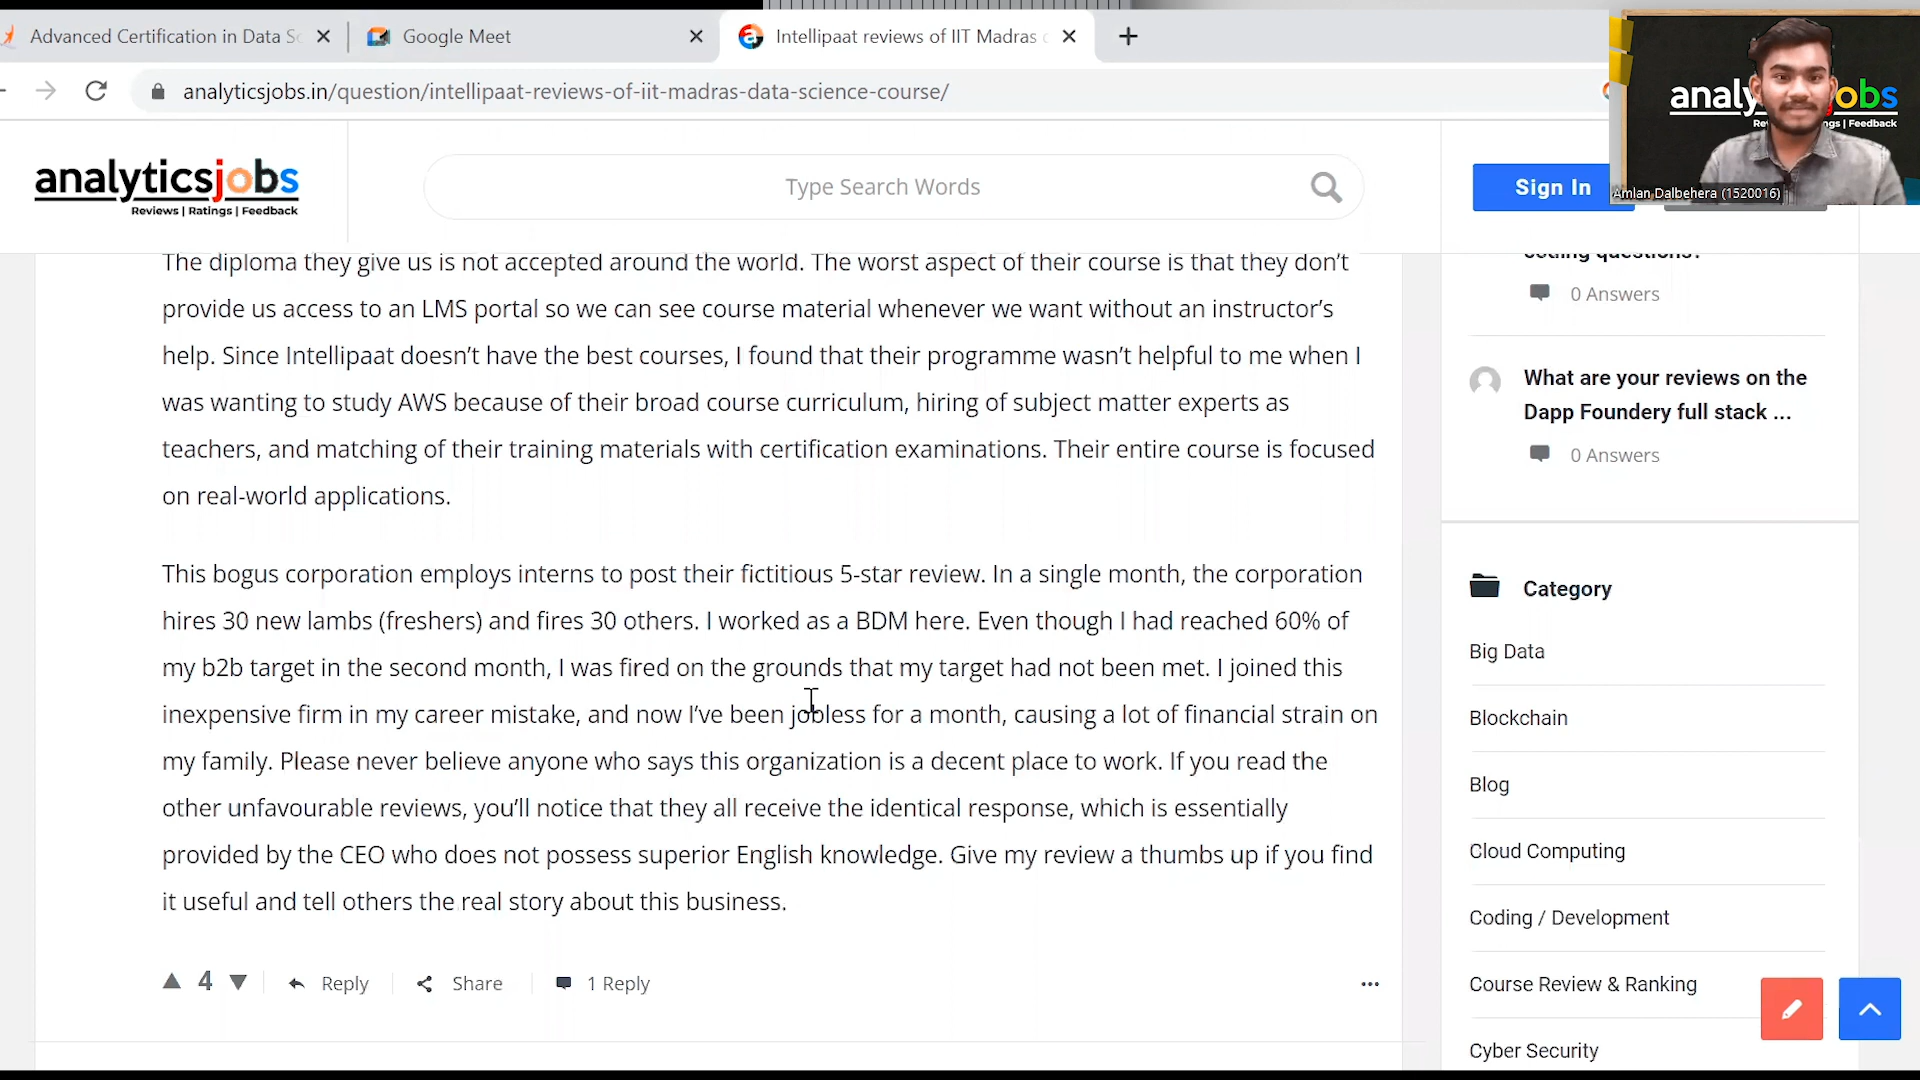 Advanced Certification in Data Sc
Google Meet
Intellipaat reviews of IIT Madras c
analyticsjobs.in/question/intellipaat-reviews-of-iit-madras-data-science-course/
Amlan Dalbehera (1520016)
analyticsjobs
Reviews | Ratings | Feedback
Type Search Words
Sign In
The diploma they give us is not accepted around the world. The worst aspect of their course is that they don’t
provide us access to an LMS portal so we can see course material whenever we want without an instructor’s
help. Since Intellipaat doesn’t have the best courses, I found that their programme wasn’t helpful to me when I
was wanting to study AWS because of their broad course curriculum, hiring of subject matter experts as
teachers, and matching of their training materials with certification examinations. Their entire course is focused
on real-world applications.
This bogus corporation employs interns to post their fictitious 5-star review. In a single month, the corporation
hires 30 new lambs (freshers) and fires 30 others. I worked as a BDM here. Even though I had reached 60% of
my b2b target in the second month, I was fired on the grounds that my target had not been met. I joined this
inexpensive firm in my career mistake, and now I’ve been jobless for a month, causing a lot of financial strain on
my family. Please never believe anyone who says this organization is a decent place to work. If you read the
other unfavourable reviews, you’ll notice that they all receive the identical response, which is essentially
provided by the CEO who does not possess superior English knowledge. Give my review a thumbs up if you find
it useful and tell others the real story about this business.
4
Reply
Share
1 Reply
coding questions?
0 Answers
What are your reviews on the
Dapp Foundery full stack ...
0 Answers
Category
Big Data
Blockchain
Blog
Cloud Computing
Coding / Development
Course Review & Ranking
Cyber Security